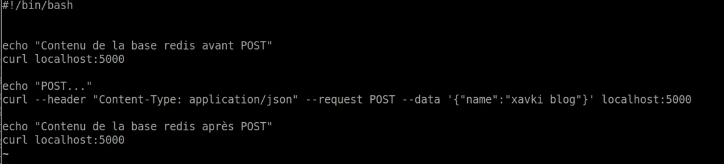 #!/bin/bash
echo "Contenu de la base redis avant POST"
curl localhost:5000
echo "POST..."
curl --header "Content-Type: application/json" --request POST --data '{"name":"xavki blog"}' localhost:5000
echo "Contenu de la base redis après POST"
curl localhost:5000
~